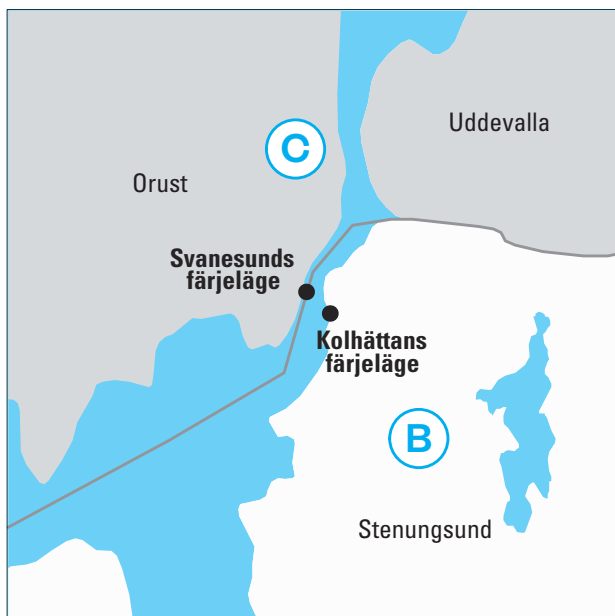 Uddevalla
C
Orust
Svanesunds
färjeläge
Kolhättans
färjeläge
B
Stenungsund